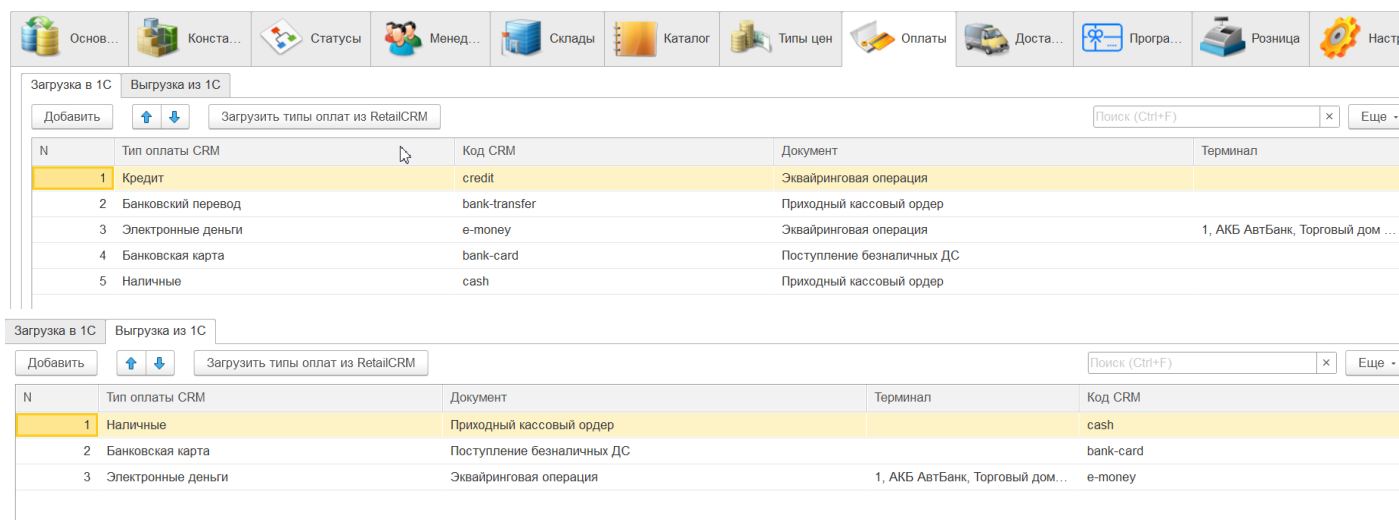 Основ... Конста... Статусы Менед... Склады Каталог Типы цен Оплаты Доста... Програ... Розница Настр
Загрузка в 1С Выгрузка из 1С
Добавить Загрузить типы оплат из RetailCRM Поиск (Ctrl+F) × Еще
N Тип оплаты CRM Код CRM Документ Терминал
1 Кредит credit Эквайринговая операция
2 Банковский перевод bank-transfer Приходный кассовый ордер
3 Электронные деньги e-money Эквайринговая операция 1, АКБ АвтБанк, Торговый дом ...
4 Банковская карта bank-card Поступление безналичных ДС
5 Наличные cash Приходный кассовый ордер
Загрузка в 1С Выгрузка из 1С
Добавить Загрузить типы оплат из RetailCRM Поиск (Ctrl+F) × Еще
N Тип оплаты CRM Документ Терминал Код CRM
1 Наличные Приходный кассовый ордер cash
2 Банковская карта Поступление безналичных ДС bank-card
3 Электронные деньги Эквайринговая операция 1, АКБ АвтБанк, Торговый дом... e-money